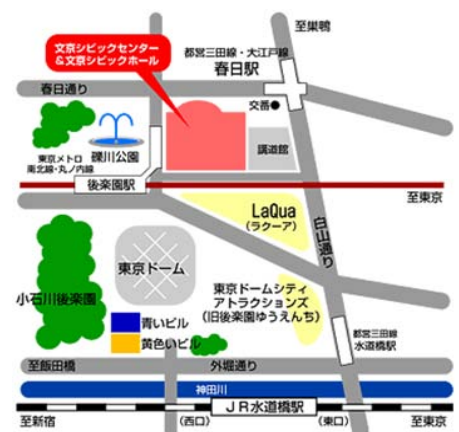 至巣鴨
文京シビックセンター
&文京シビックホール
都営三田線・大江戸線
春日駅
春日通り
交番●
礫川公園
講道館
東京メトロ
南北線・丸ノ内線
後楽園駅
至東京
LaQua
(ラクーア)
白山通り
東京ドーム
小石川後楽園
東京ドームシティ
アトラクションズ
(旧後楽園ゆうえんち)
青いビル
黄色いビル
都営三田線
水道橋駅
至飯田橋
外堀通り
神田川
JR水道橋駅
至新宿
(西口)
(東口)
至東京